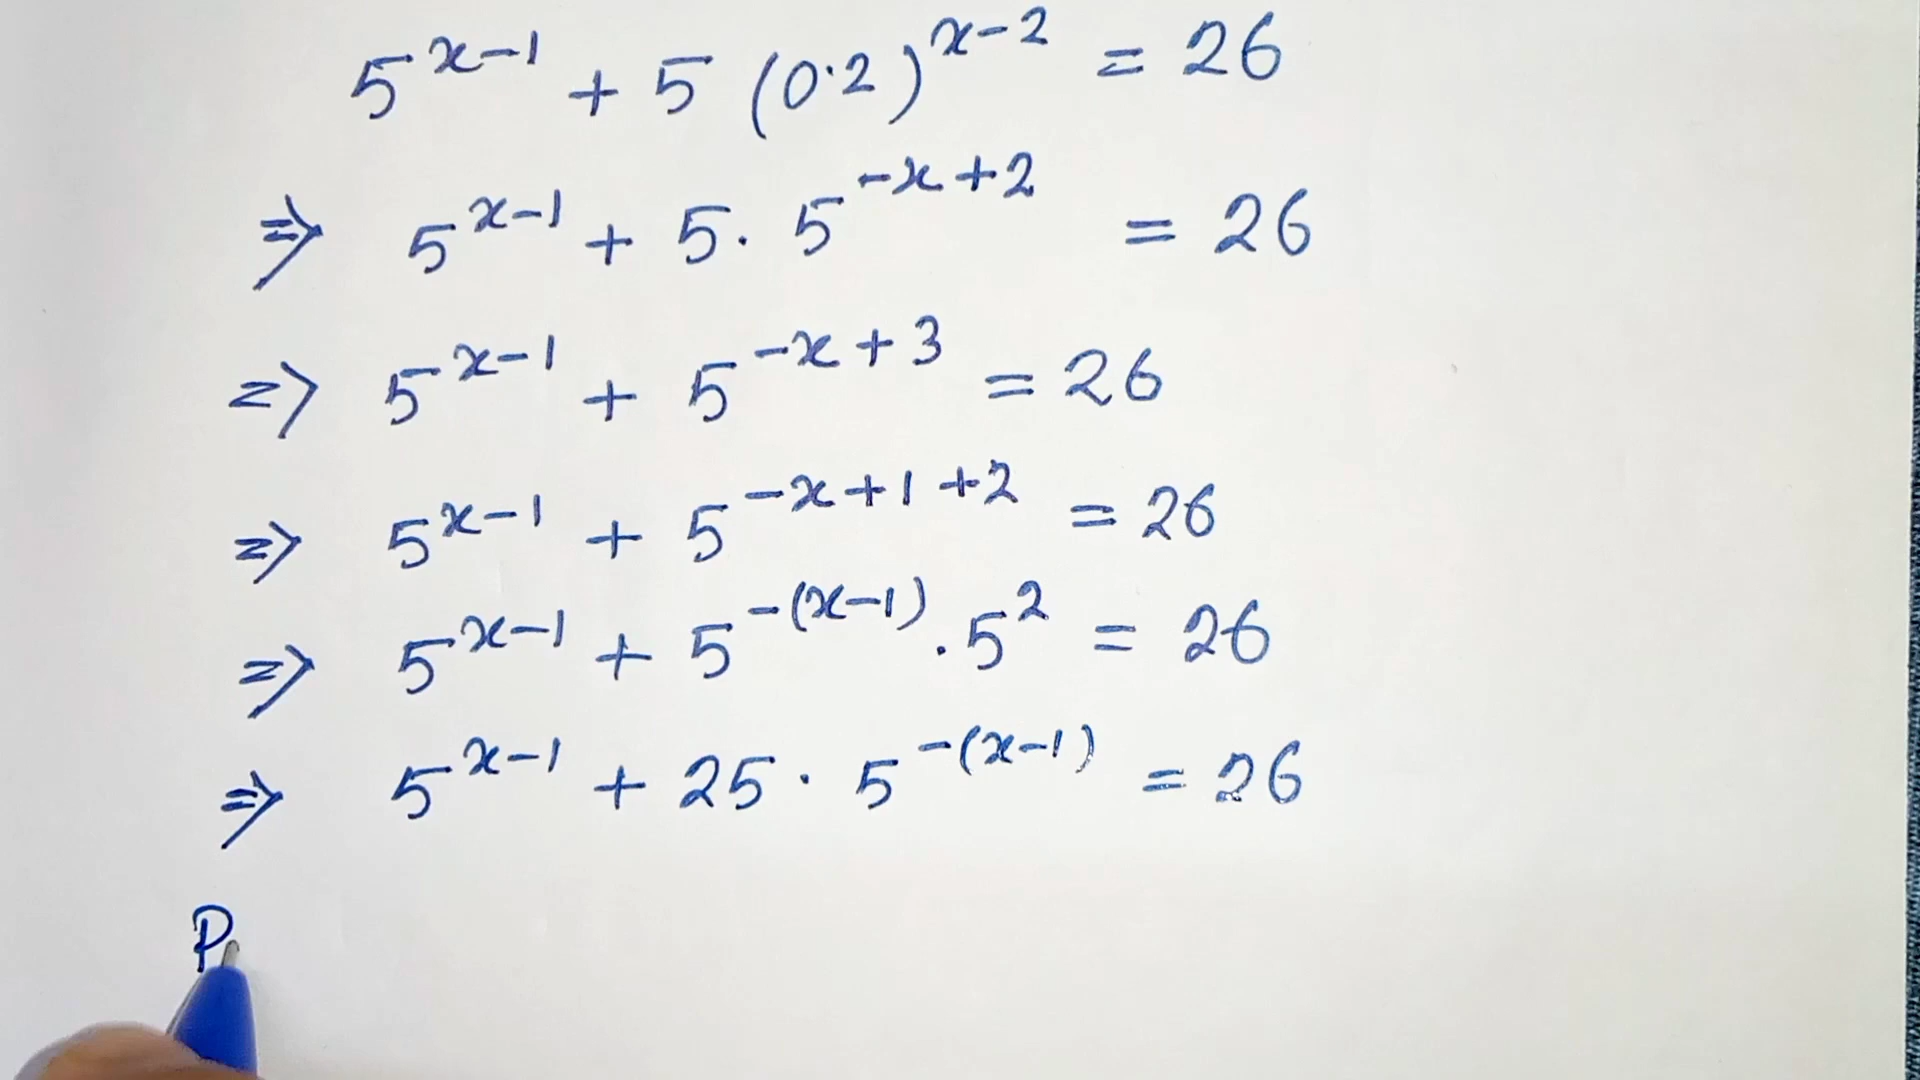 5^{x-1} + 5 (0·2)^{x-2} = 26
⇒ 5^{x-1} + 5 · 5^{-x+2} = 26
⇒ 5^{x-1} + 5^{-x+3} = 26
⇒ 5^{x-1} + 5^{-x+1+2} = 26
⇒ 5^{x-1} + 5^{-(x-1)} · 5^2 = 26
⇒ 5^{x-1} + 25 · 5^{-(x-1)} = 26
P